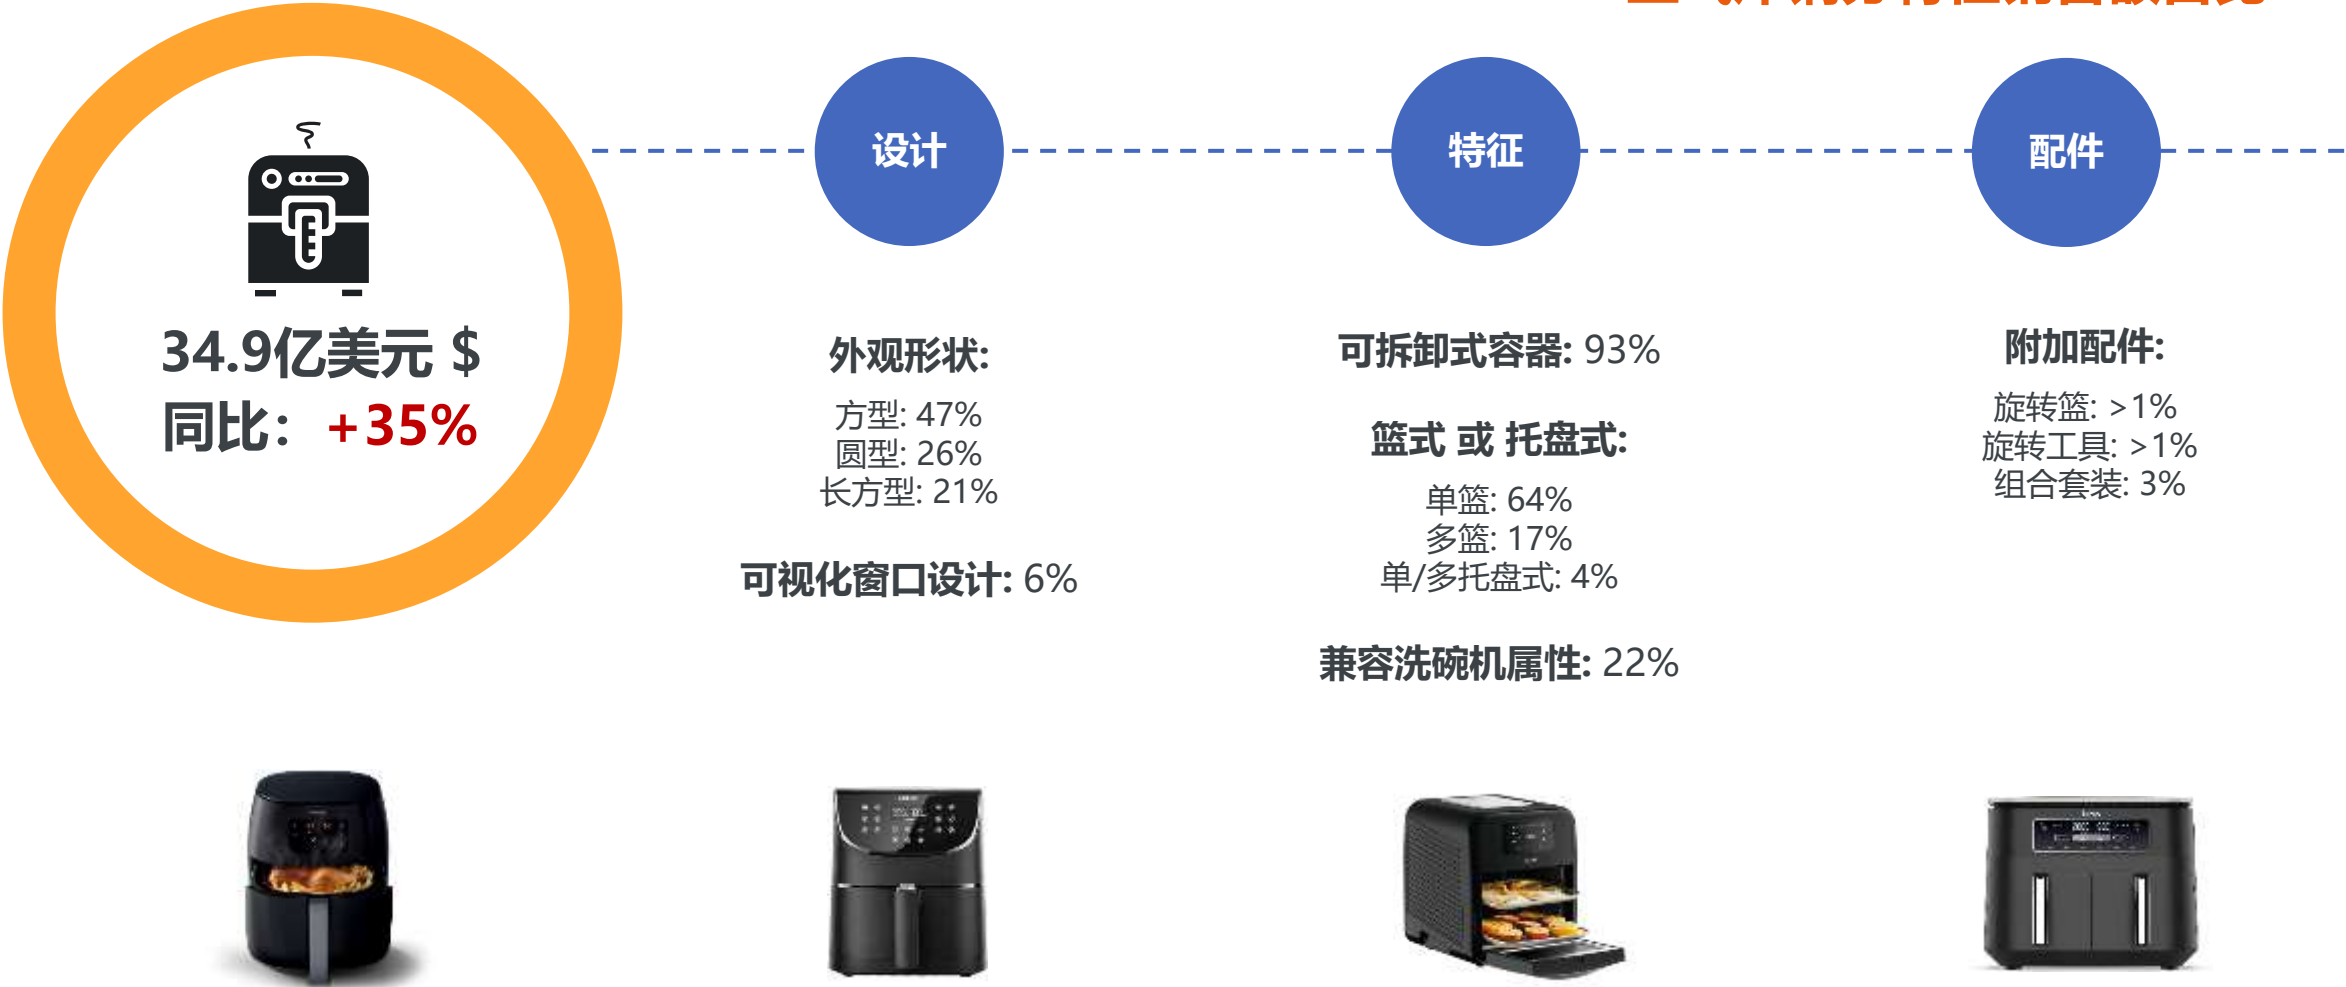 34.9亿美元 $
同比：+35%
设计
外观形状:
方型: 47%
圆型: 26%
长方型: 21%
可视化窗口设计: 6%
特征
可拆卸式容器: 93%
篮式 或 托盘式:
单篮: 64%
多篮: 17%
单/多托盘式: 4%
兼容洗碗机属性: 22%
配件
附加配件:
旋转篮: >1%
旋转工具: >1%
组合套装: 3%